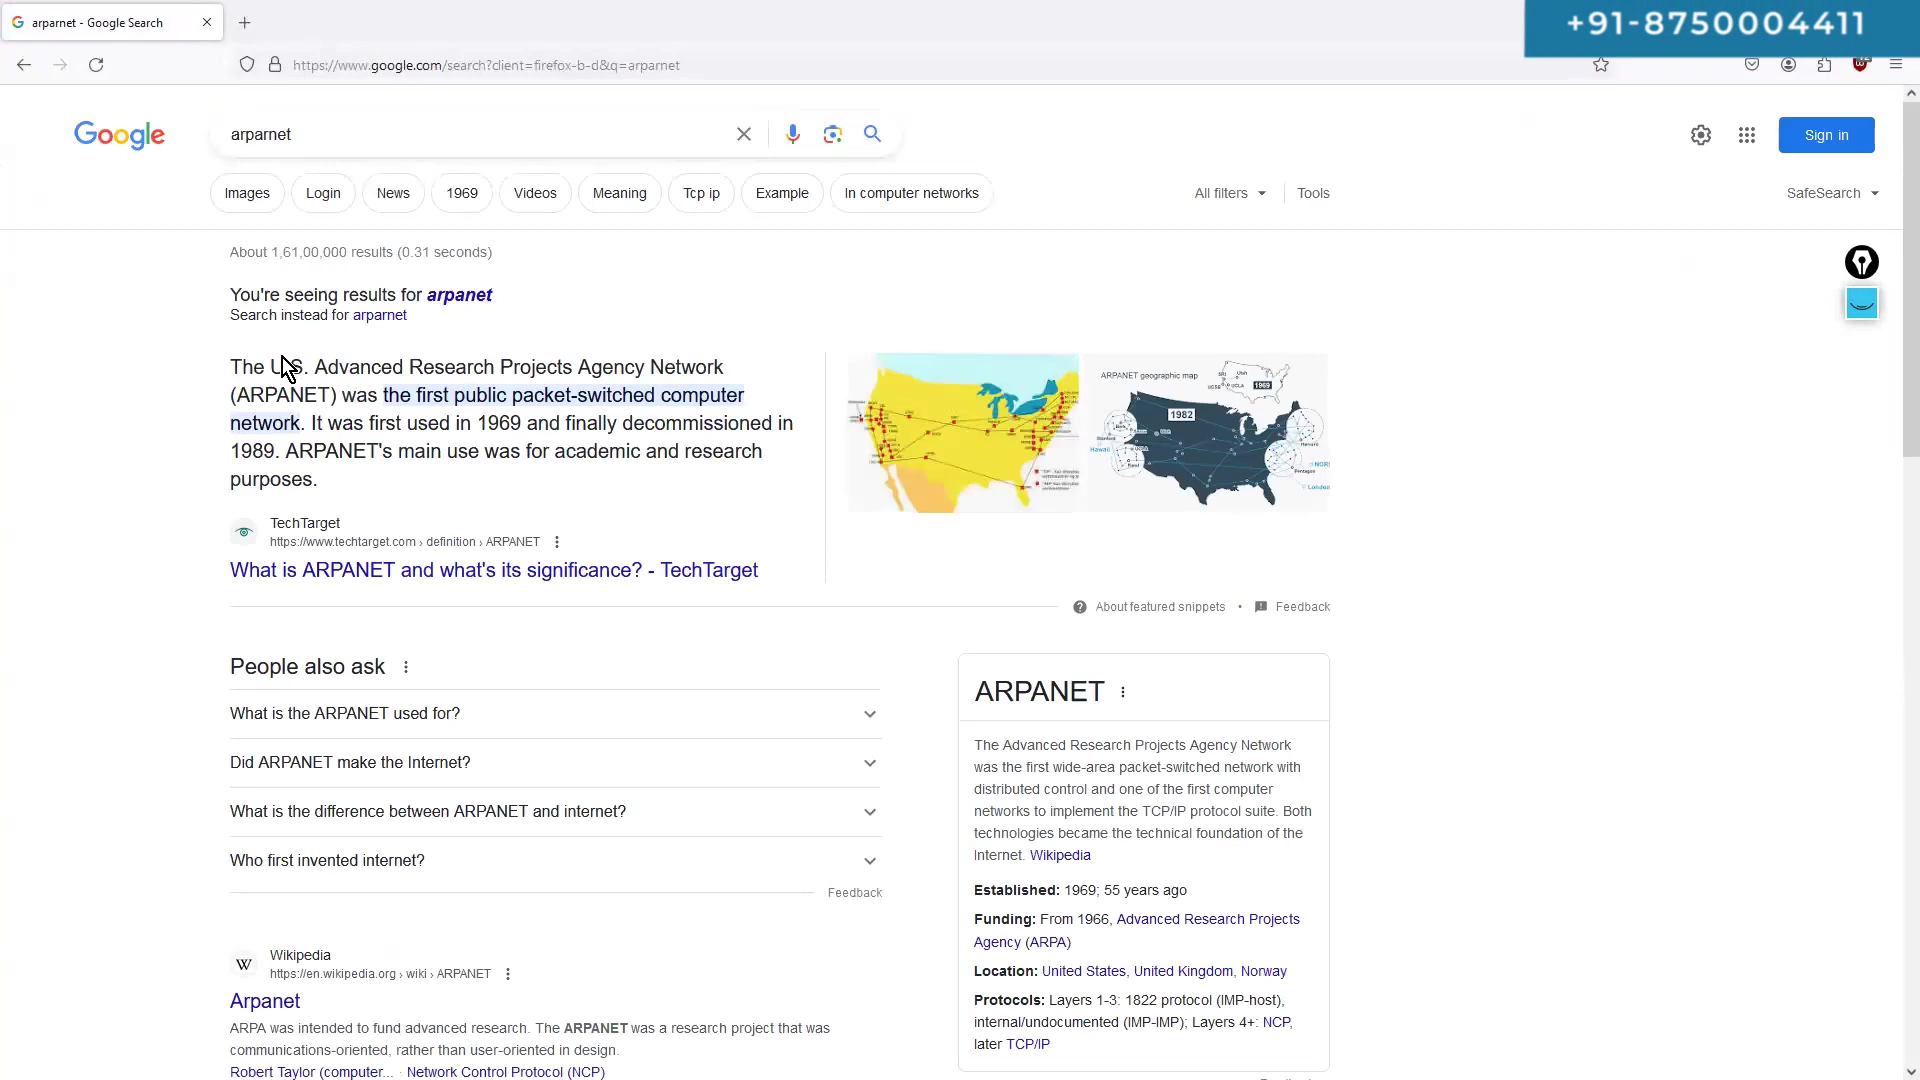 arparnet - Google Search
+91-8750004411
https://www.google.com/search?client=firefox-b-d&q=arparnet
Google
arparnet
Sign in
Images
Login
News
1969
Videos
Meaning
Tcp ip
Example
In computer networks
All filters
Tools
SafeSearch
About 1,61,00,000 results (0.31 seconds)
You're seeing results for arpanet
Search instead for arparnet
The U.S. Advanced Research Projects Agency Network
(ARPANET) was the first public packet-switched computer
network. It was first used in 1969 and finally decommissioned in
1989. ARPANET's main use was for academic and research
purposes.
ARPANET geographic map
1969
1982
Hawaii
TechTarget
https://www.techtarget.com › definition › ARPANET
What is ARPANET and what's its significance? - TechTarget
About featured snippets • Feedback
People also ask
What is the ARPANET used for?
Did ARPANET make the Internet?
What is the difference between ARPANET and internet?
Who first invented internet?
Feedback
ARPANET
The Advanced Research Projects Agency Network
was the first wide-area packet-switched network with
distributed control and one of the first computer
networks to implement the TCP/IP protocol suite. Both
technologies became the technical foundation of the
Internet. Wikipedia
Established: 1969; 55 years ago
Funding: From 1966, Advanced Research Projects
Agency (ARPA)
Location: United States, United Kingdom, Norway
Protocols: Layers 1-3: 1822 protocol (IMP-host),
internal/undocumented (IMP-IMP); Layers 4+: NCP,
later TCP/IP
W
Wikipedia
https://en.wikipedia.org › wiki › ARPANET
Arpanet
ARPA was intended to fund advanced research. The ARPANET was a research project that was
communications-oriented, rather than user-oriented in design.
Robert Taylor (computer... · Network Control Protocol (NCP)